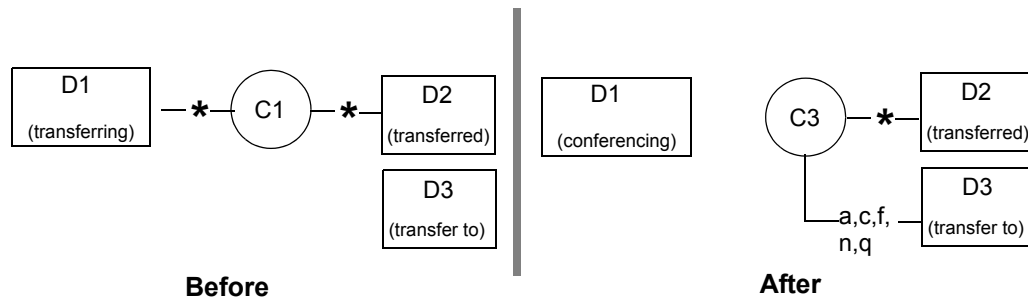 D1
(transferring)
*
C1
*
D2
(transferred)
D3
(transfer to)
Before
D1
(conferencing)
C3
*
D2
(transferred)
D3
(transfer to)
a,c,f,
n,q
After